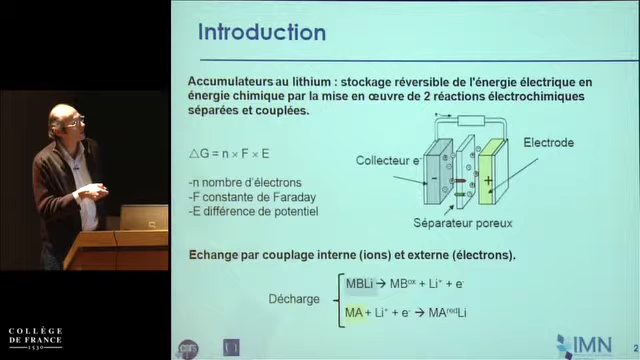 Introduction
Accumulateurs au lithium : stockage réversible de l'énergie électrique en
énergie chimique par la mise en œuvre de 2 réactions électrochimiques
séparées et couplées.
△G = n × F × E
-n nombre d'électrons
-F constante de Faraday
-E différence de potentiel
Collecteur e-
Electrode
-
+
Séparateur poreux
Echange par couplage interne (ions) et externe (électrons).
Décharge
MBLi → MBᵒˣ + Li⁺ + e⁻
MA + Li⁺ + e⁻ → MAʳᵉᵈLi
COLLÈGE
DE FRANCE
1530
cnrs
IMN
2